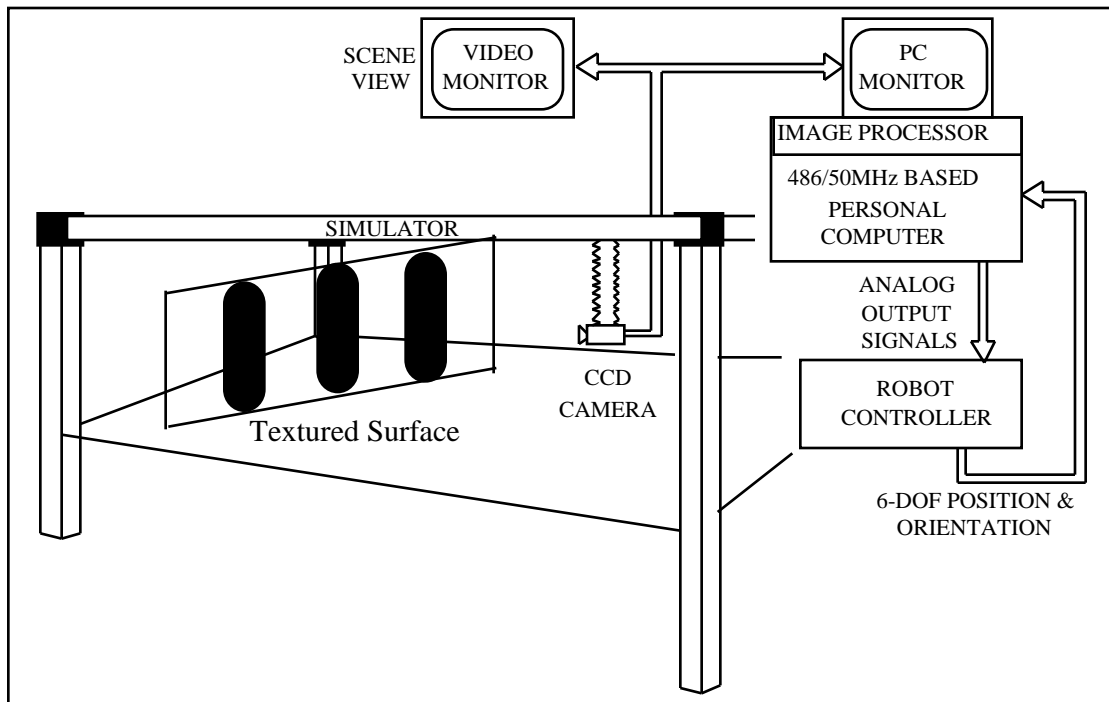 SCENE
VIEW
VIDEO
MONITOR
PC
MONITOR
IMAGE PROCESSOR
486/50MHz BASED
PERSONAL
COMPUTER
SIMULATOR
ANALOG
OUTPUT
SIGNALS
CCD
CAMERA
ROBOT
CONTROLLER
Textured Surface
6-DOF POSITION &
ORIENTATION